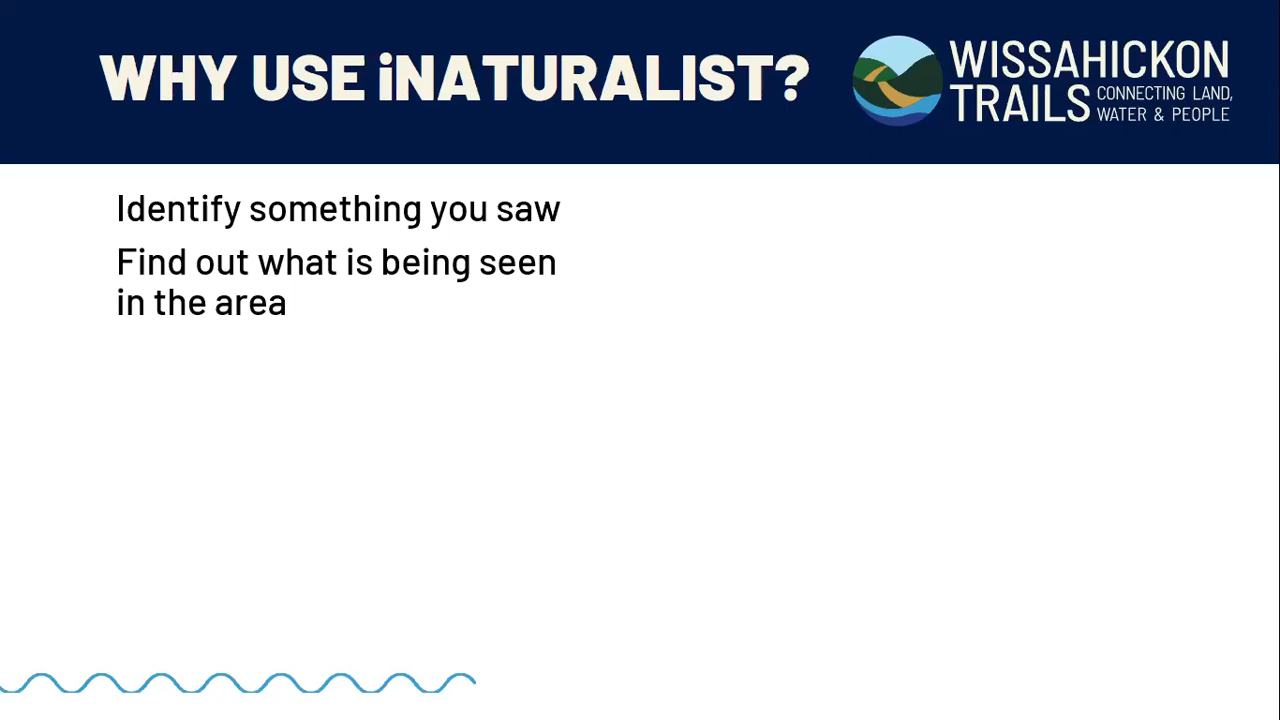 WHY USE iNATURALIST?
WISSAHICKON
TRAILS
CONNECTING LAND,
WATER & PEOPLE
Identify something you saw
Find out what is being seen
in the area